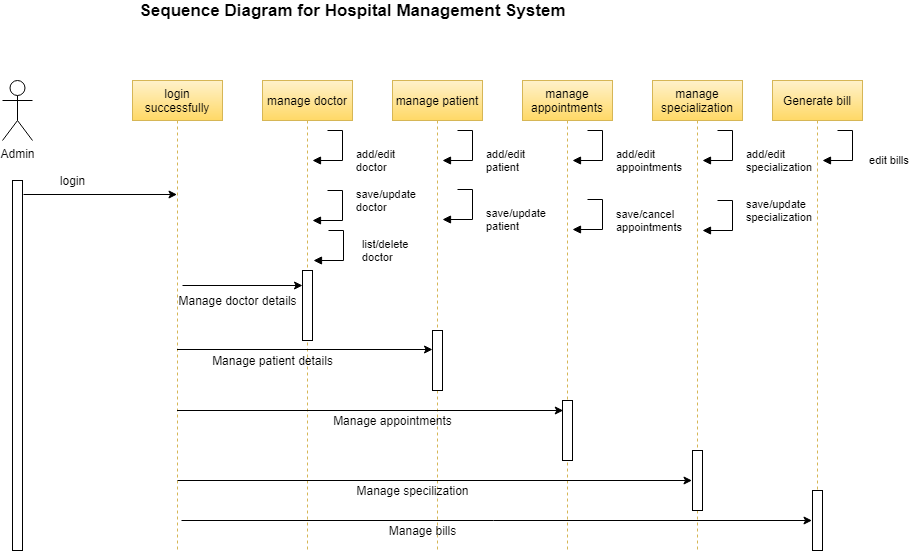 Sequence Diagram for Hospital Management System
login
successfully
manage doctor
manage patient
manage
appointments
manage
specialization
Generate bill
Admin
add/edit
doctor
add/edit
patient
add/edit
appointments
add/edit
specialization
edit bills
login
save/update
doctor
save/update
patient
save/cancel
appointments
save/update
specialization
list/delete
doctor
Manage doctor details
Manage patient details
Manage appointments
Manage specilization
Manage bills